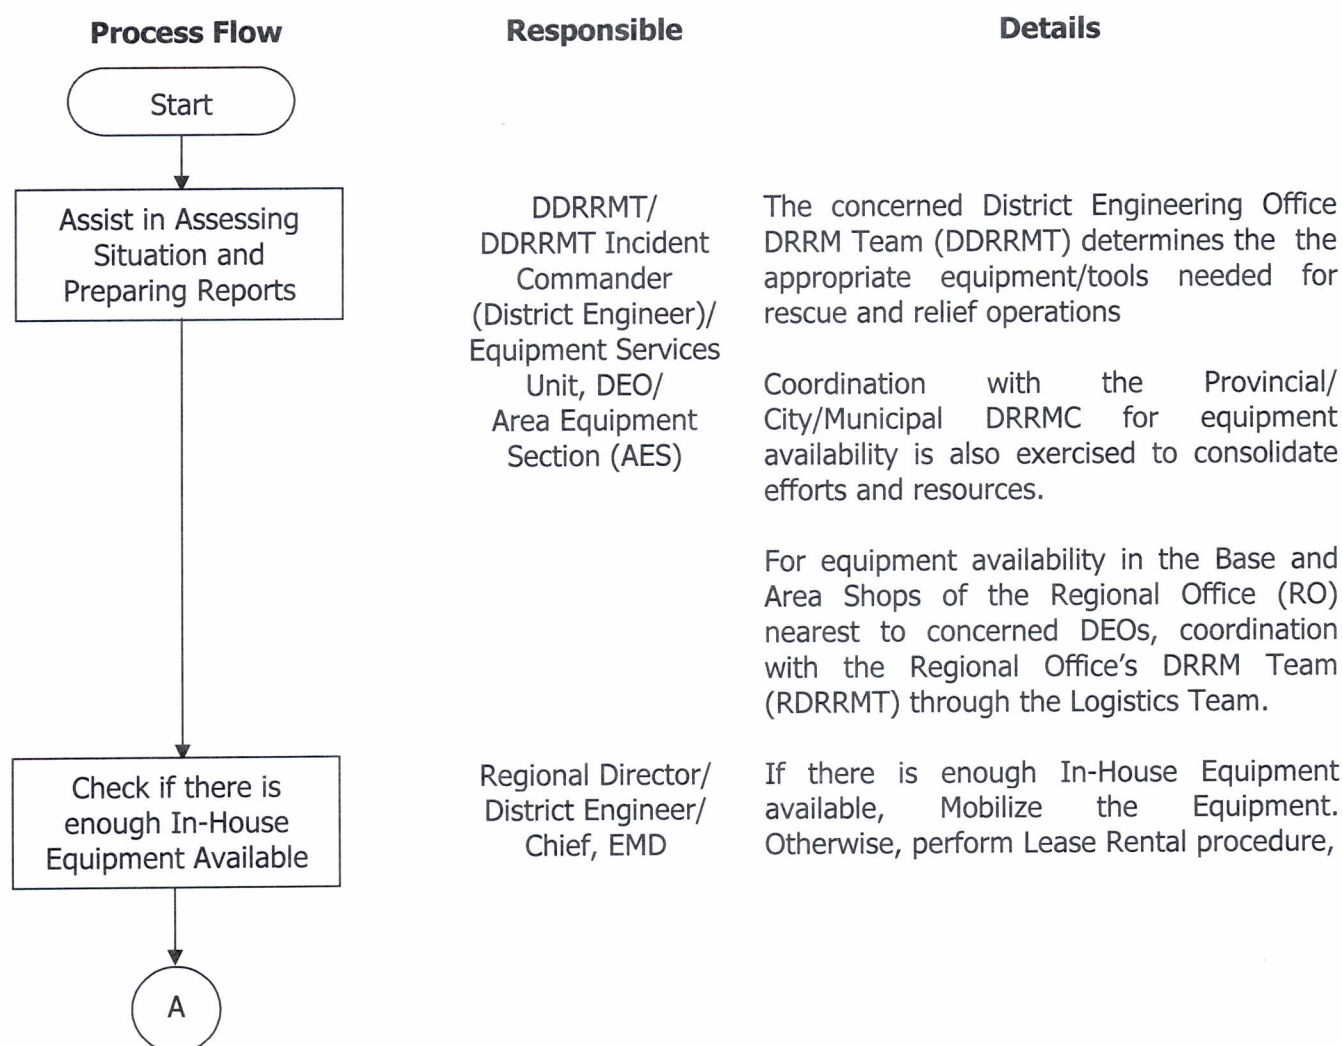 Process Flow
Responsible
Details
Start
Assist in Assessing
Situation and
Preparing Reports
DDRRMT/
DDRRMT Incident
Commander
(District Engineer)/
Equipment Services
Unit, DEO/
Area Equipment
Section (AES)
The concerned District Engineering Office
DRRM Team (DDRRMT) determines the the
appropriate equipment/tools needed for
rescue and relief operations
Coordination with the Provincial/
City/Municipal DRRMC for equipment
availability is also exercised to consolidate
efforts and resources.
For equipment availability in the Base and
Area Shops of the Regional Office (RO)
nearest to concerned DEOs, coordination
with the Regional Office's DRRM Team
(RDRRMT) through the Logistics Team.
Check if there is
enough In-House
Equipment Available
Regional Director/
District Engineer/
Chief, EMD
If there is enough In-House Equipment
available, Mobilize the Equipment.
Otherwise, perform Lease Rental procedure,
A